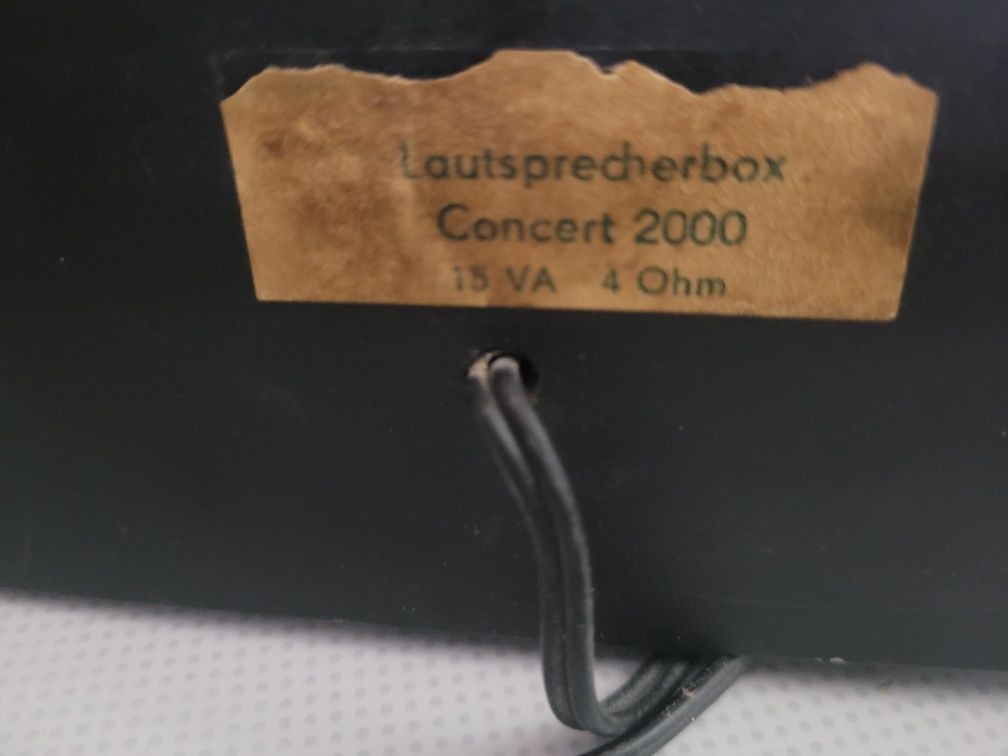 Lautsprecherbox
Concert 2000
15 VA 4 Ohm